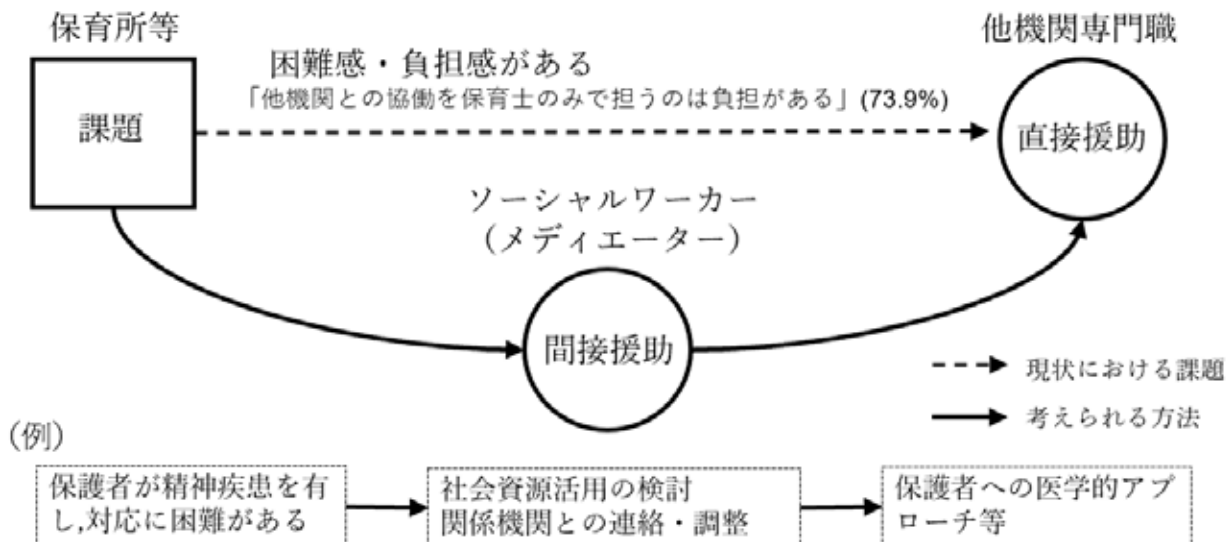 保育所等
他機関専門職
困難感・負担感がある
「他機関との協働を保育士のみで担うのは負担がある」(73.9%)
課題
直接援助
ソーシャルワーカー
（メディエーター）
間接援助
現状における課題
考えられる方法
（例）
保護者が精神疾患を有
し,対応に困難がある
社会資源活用の検討
関係機関との連絡・調整
保護者への医学的アプ
ローチ等